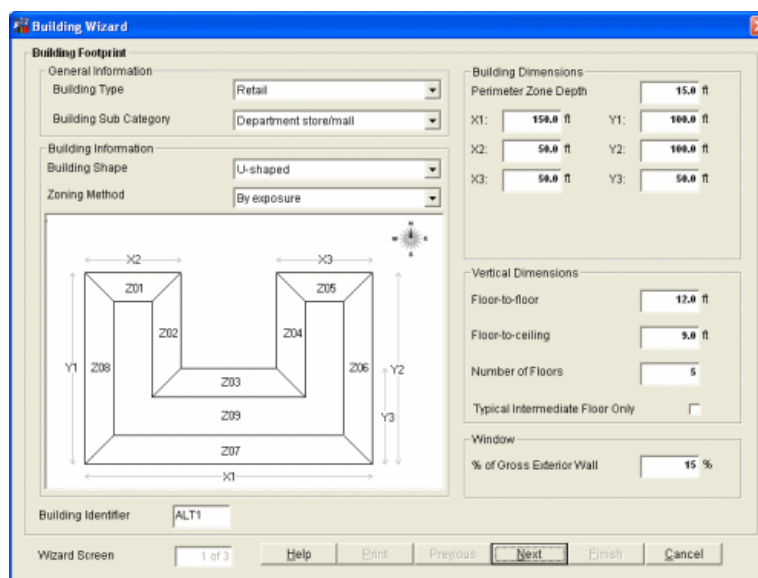 Building Wizard
Building Footprint
General Information
Building Type Retail
Building Sub Category Department store/mall
Building Information
Building Shape U-shaped
Zoning Method By exposure
N
W E
S
X2 X3
Z01 Z05
Z02 Z04
Y1 Z08 Z06 Y2
Z03
Z09 Y3
Z07
X1
Building Identifier ALT1
Building Dimensions
Perimeter Zone Depth 15.0 ft
X1: 150.0 ft Y1: 100.0 ft
X2: 50.0 ft Y2: 100.0 ft
X3: 50.0 ft Y3: 50.0 ft
Vertical Dimensions
Floor-to-floor 12.0 ft
Floor-to-ceiling 9.0 ft
Number of Floors 5
Typical Intermediate Floor Only
Window
% of Gross Exterior Wall 15 %
Wizard Screen 1 of 3 Help Print Previous Next Finish Cancel